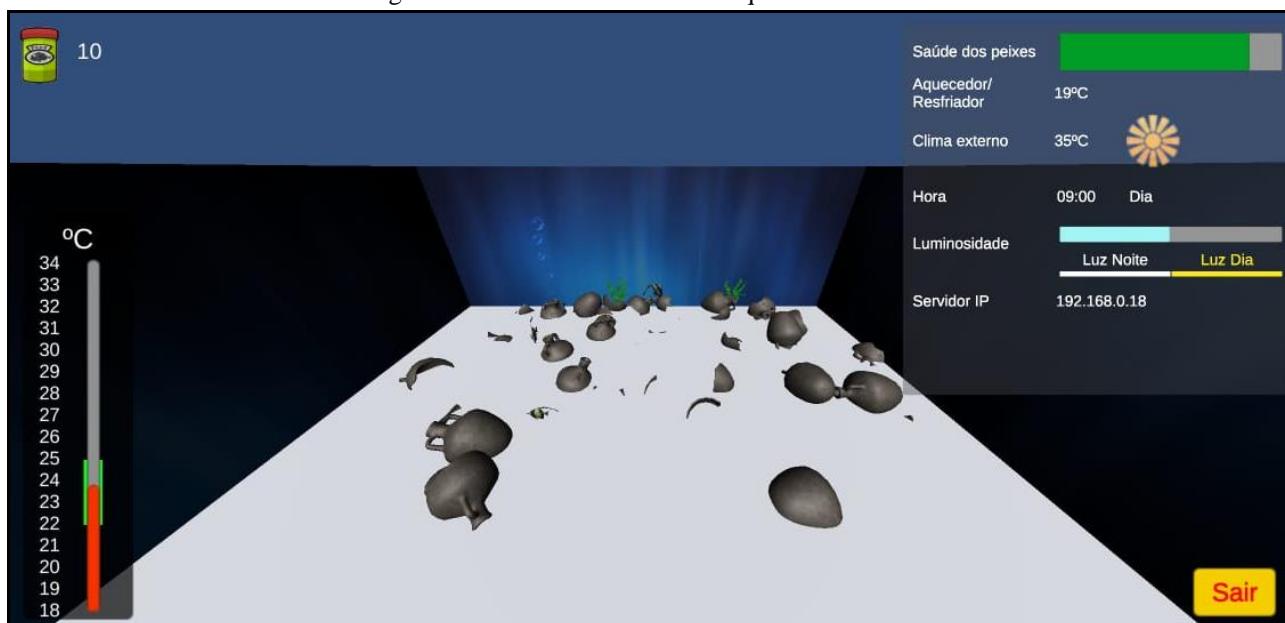 10
Saúde dos peixes
Aquecedor/
Resfriador
19ºC
Clima externo
35ºC
Hora
09:00
Dia
Luminosidade
Luz Noite
Luz Dia
Servidor IP
192.168.0.18
ºC
34
33
32
31
30
29
28
27
26
25
24
23
22
21
20
19
18
Sair